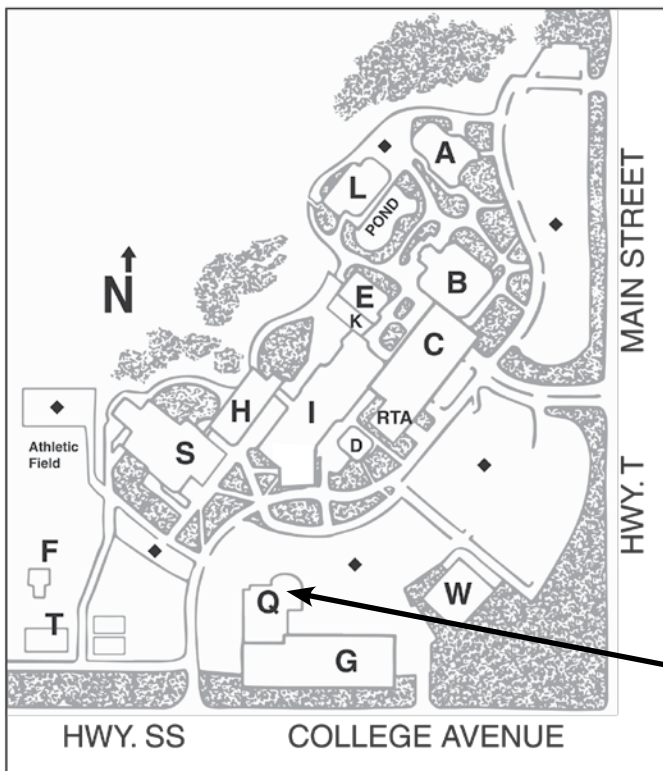 A
L
POND
MAIN STREET
B
E
N
K
C
H
I
RTA
D
S
Athletic
Field
HWY. T
F
W
Q
T
G
HWY. SS
COLLEGE AVENUE